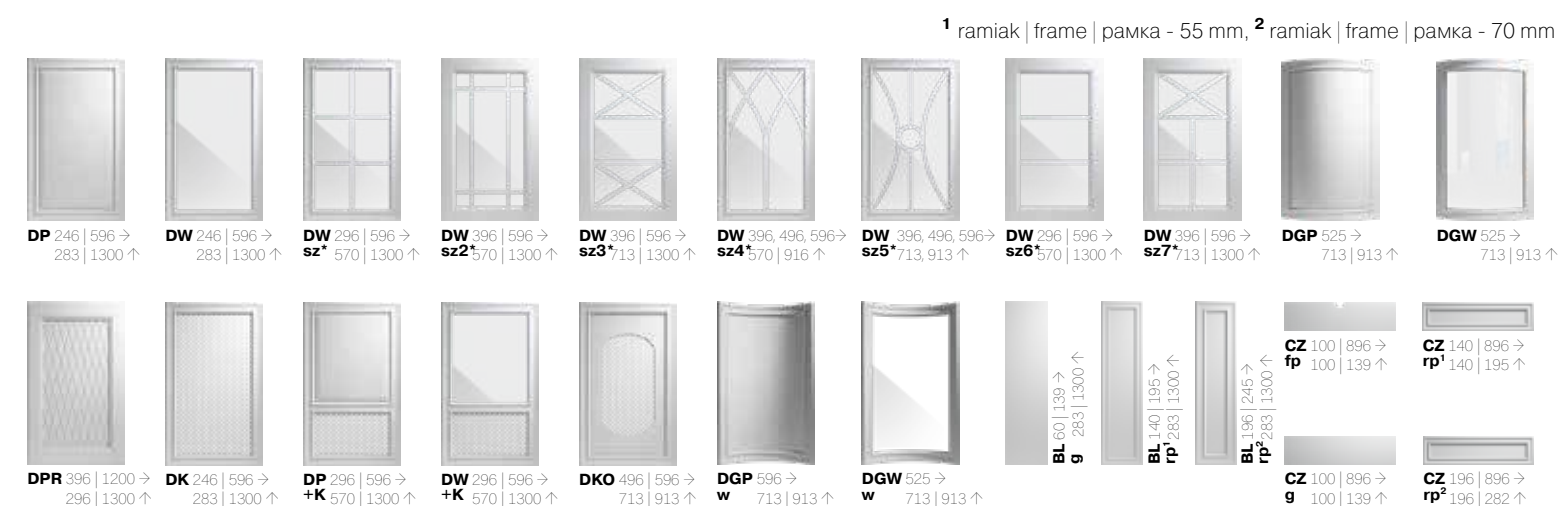 ¹ ramiak | frame | рамка - 55 mm, ² ramiak | frame | рамка - 70 mm
DP 246 | 596 →
283 | 1300 ↑
DW 246 | 596 →
283 | 1300 ↑
DW 296 | 596 →
sz* 570 | 1300 ↑
DW 396 | 596 →
sz2* 570 | 1300 ↑
DW 396 | 596 →
sz3* 713 | 1300 ↑
DW 396, 496, 596→
sz4* 570 | 916 ↑
DW 396, 496, 596→
sz5* 713, 913 ↑
DW 296 | 596 →
sz6* 570 | 1300 ↑
DW 396 | 596 →
sz7* 713 | 1300 ↑
DGP 525 →
713 | 913 ↑
DGW 525 →
713 | 913 ↑
DPR 396 | 1200 →
296 | 1300 ↑
DK 246 | 596 →
283 | 1300 ↑
DP 296 | 596 →
+K 570 | 1300 ↑
DW 296 | 596 →
+K 570 | 1300 ↑
DKO 496 | 596 →
713 | 913 ↑
DGP 596 →
w 713 | 913 ↑
DGW 525 →
w 713 | 913 ↑
BL 60 | 139 →
g 283 | 1300 ↑
BL 140 | 195 →
rp¹ 283 | 1300 ↑
BL 196 | 245 →
rp² 283 | 1300 ↑
CZ 100 | 896 →
fp 100 | 139 ↑
CZ 140 | 896 →
rp¹ 140 | 195 ↑
CZ 100 | 896 →
g 100 | 139 ↑
CZ 196 | 896 →
rp² 196 | 282 ↑